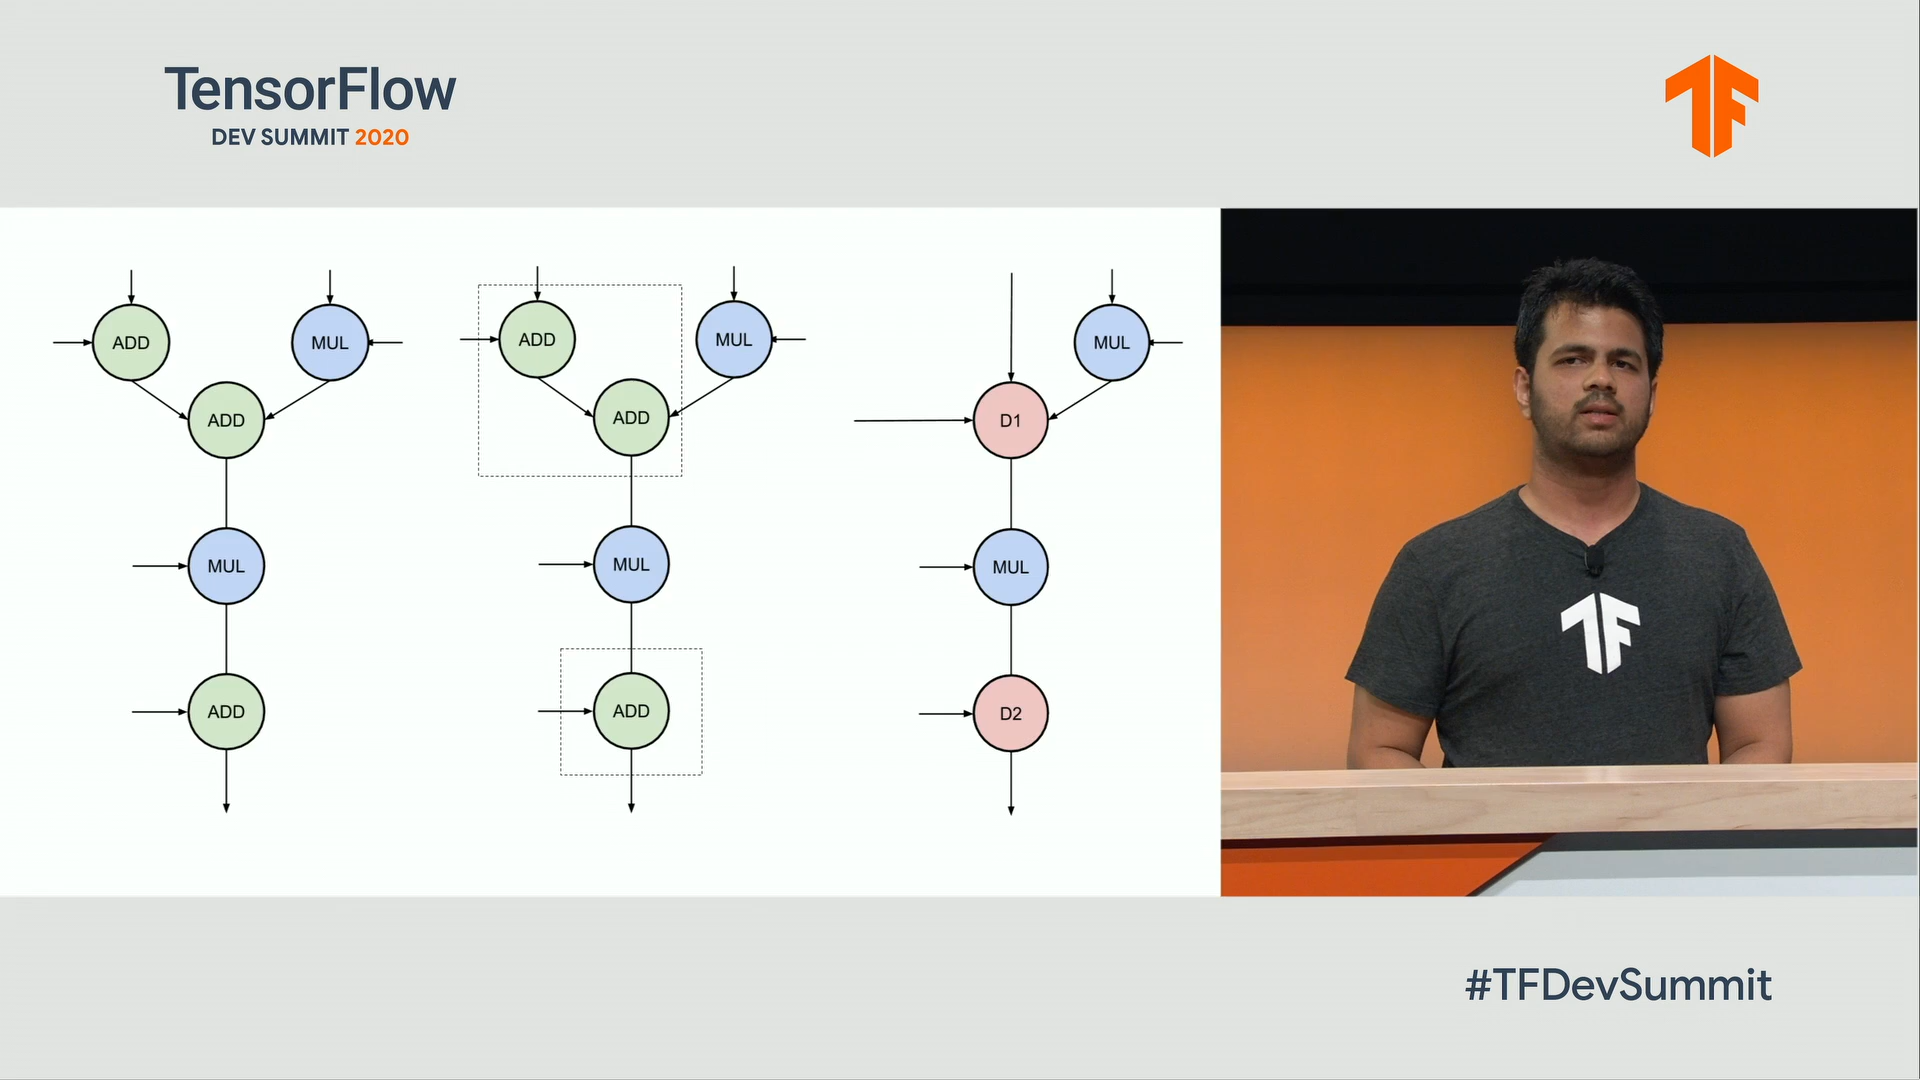 TensorFlow
DEV SUMMIT 2020
ADD
MUL
ADD
MUL
ADD
ADD
MUL
ADD
MUL
ADD
MUL
D1
MUL
D2
#TFDevSummit